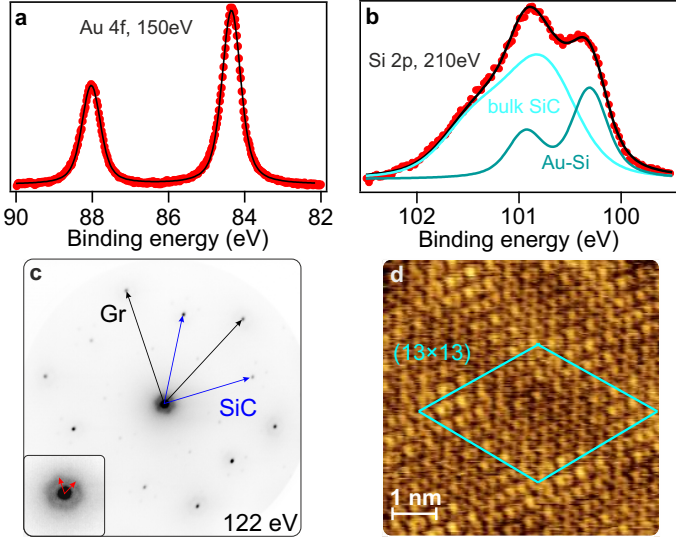 a
Au 4f, 150eV
90 88 86 84 82
Binding energy (eV)
b
Si 2p, 210eV
bulk SiC
Au-Si
102 101 100
Binding energy (eV)
c
Gr
SiC
122 eV
d
(13×13)
1 nm